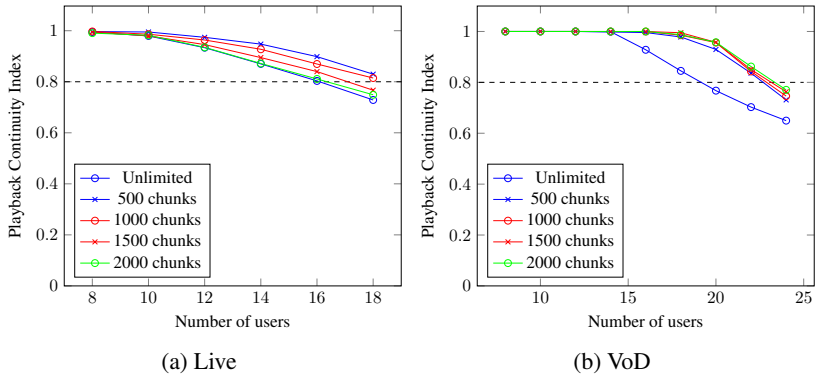 Playback Continuity Index
1
0.8
0.6
0.4
0.2
0
Unlimited
500 chunks
1000 chunks
1500 chunks
2000 chunks
8 10 12 14 16 18
Number of users
(a) Live
Playback Continuity Index
1
0.8
0.6
0.4
0.2
0
Unlimited
500 chunks
1000 chunks
1500 chunks
2000 chunks
10 15 20 25
Number of users
(b) VoD